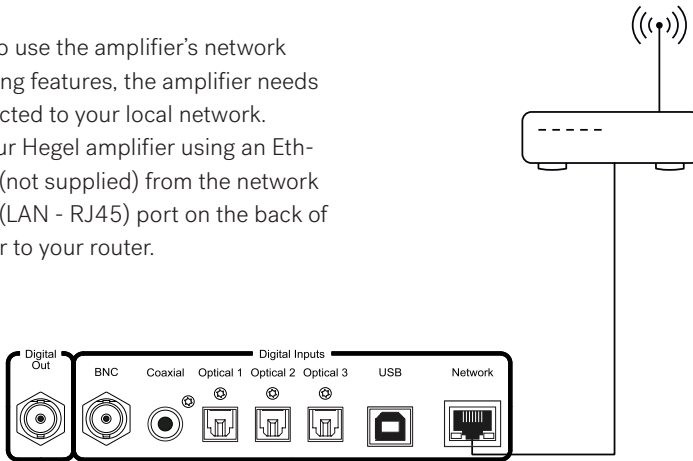 o use the amplifier's network
ng features, the amplifier needs
cted to your local network.
ur Hegel amplifier using an Eth-
(not supplied) from the network
(LAN - RJ45) port on the back of
r to your router.
Digital Out
Digital Inputs
BNC
Coaxial
Optical 1
Optical 2
Optical 3
USB
Network